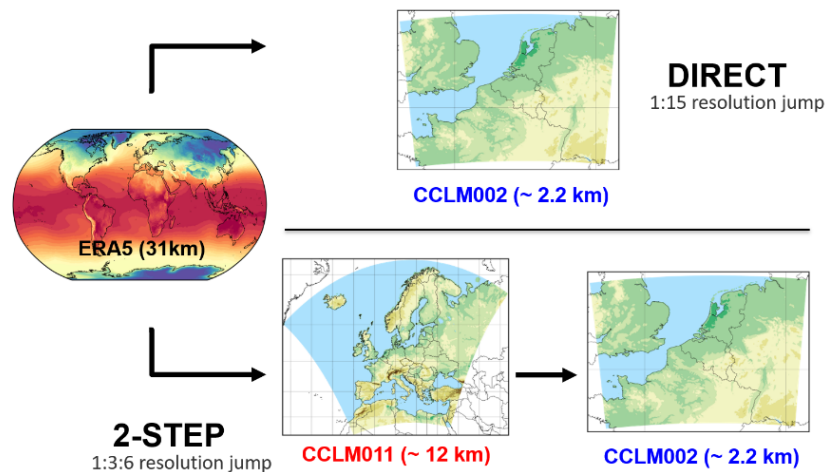 DIRECT
1:15 resolution jump
CCLM002 (~ 2.2 km)
ERA5 (31km)
2-STEP
1:3:6 resolution jump
CCLM011 (~ 12 km)
CCLM002 (~ 2.2 km)